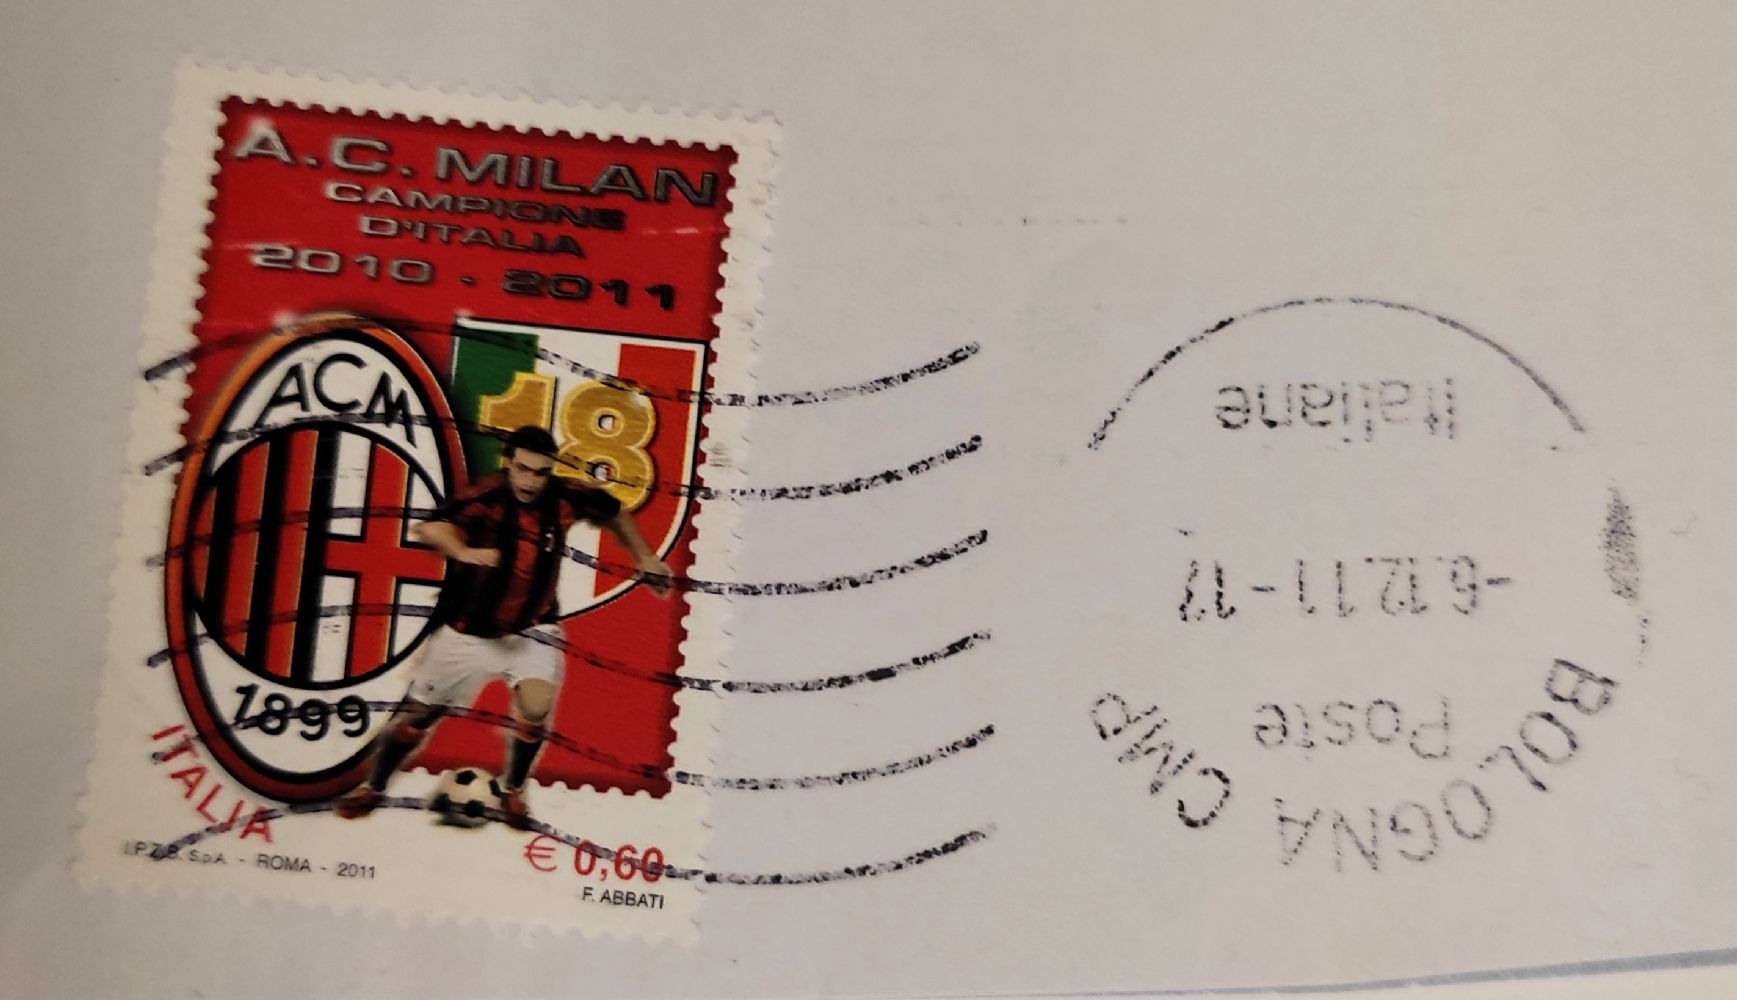 A.C. MILAN
CAMPIONE
D'ITALIA
2010 - 2011
ACM
18
1899
ITALIA
I.P.Z.S. S.p.A. - ROMA - 2011
€ 0,60
F. ABBATI
BOLOGNA CMP
Poste
-6.12.11-17
Italiane